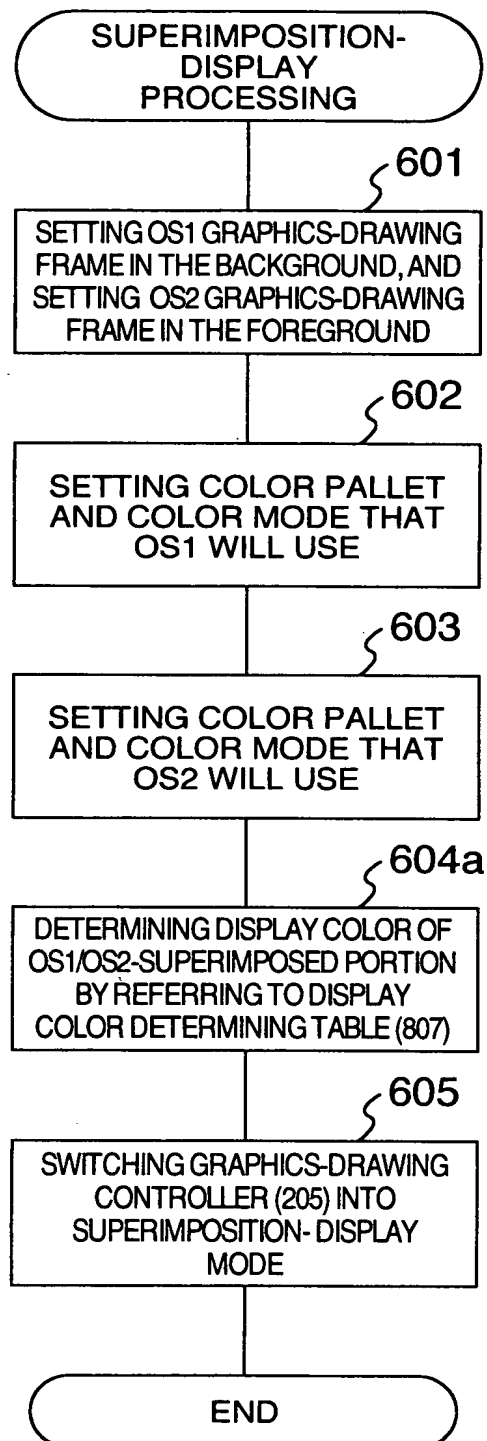 SUPERIMPOSITION-
DISPLAY
PROCESSING
601
SETTING OS1 GRAPHICS-DRAWING
FRAME IN THE BACKGROUND, AND
SETTING OS2 GRAPHICS-DRAWING
FRAME IN THE FOREGROUND
602
SETTING COLOR PALLET
AND COLOR MODE THAT
OS1 WILL USE
603
SETTING COLOR PALLET
AND COLOR MODE THAT
OS2 WILL USE
604a
DETERMINING DISPLAY COLOR OF
OS1/OS2-SUPERIMPOSED PORTION
BY REFERRING TO DISPLAY
COLOR DETERMINING TABLE (807)
605
SWITCHING GRAPHICS-DRAWING
CONTROLLER (205) INTO
SUPERIMPOSITION- DISPLAY
MODE
END